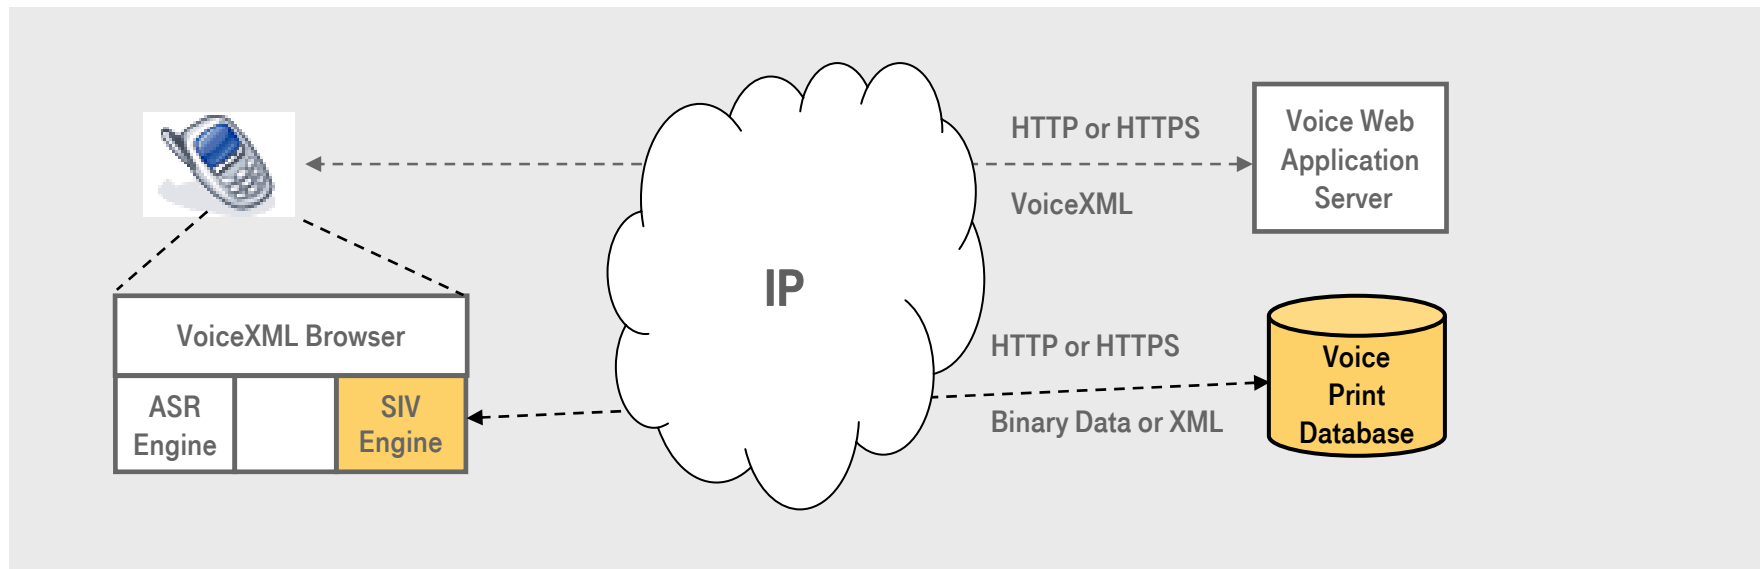 HTTP or HTTPS
VoiceXML
Voice Web
Application
Server
IP
VoiceXML Browser
ASR
Engine
SIV
Engine
HTTP or HTTPS
Binary Data or XML
Voice
Print
Database